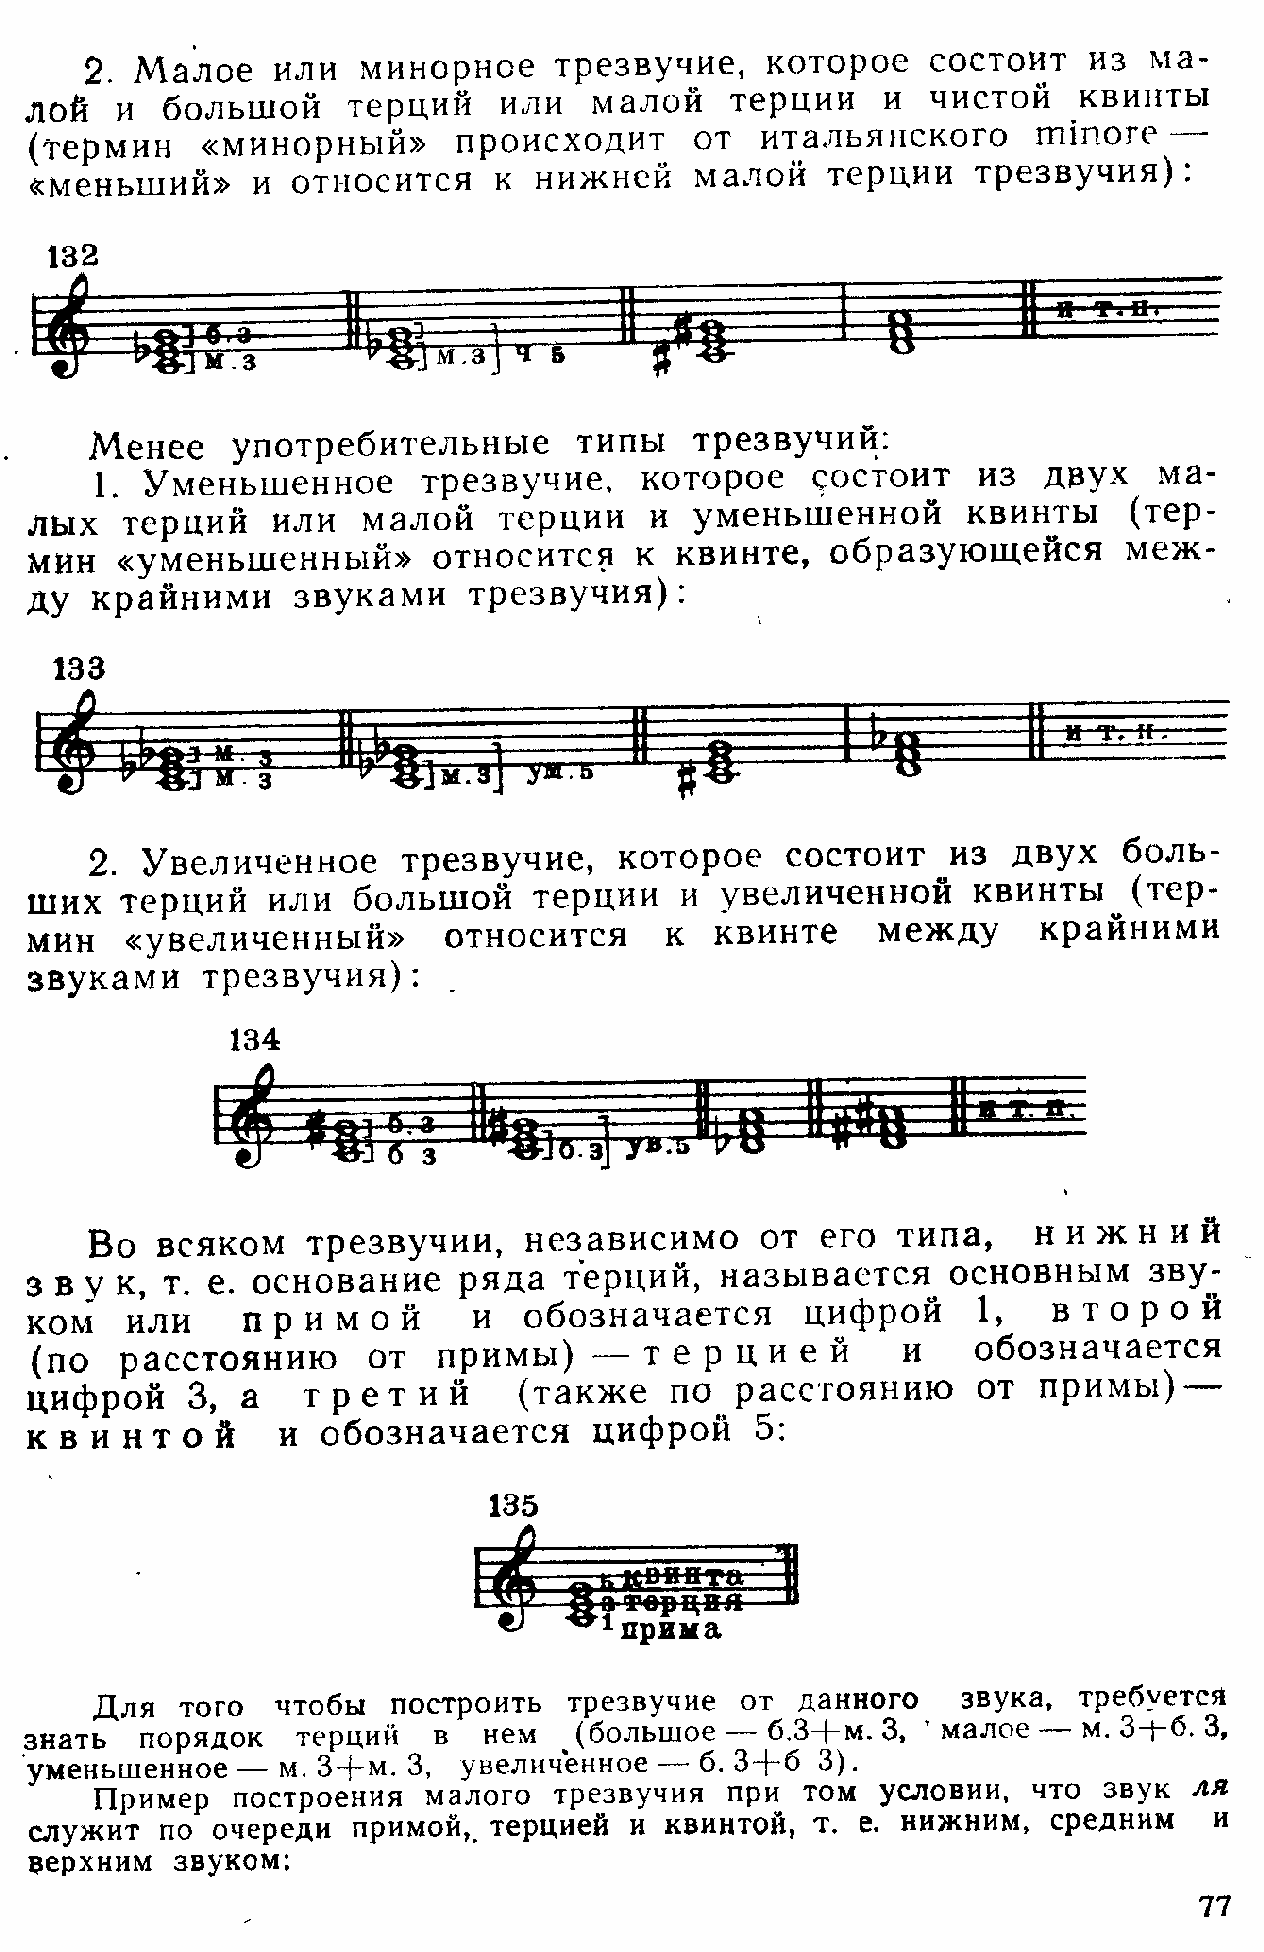 2. Малое или минорное трезвучие, которое состоит из ма-
лой и большой терций или малой терции и чистой квинты
(термин «минорный» происходит от итальянского minore —
«меньший» и относится к нижней малой терции трезвучия):
132
б.3
м.3
м.3
ч 5
и т.п.
Менее употребительные типы трезвучий:
1. Уменьшенное трезвучие, которое состоит из двух ма-
лых терций или малой терции и уменьшенной квинты (тер-
мин «уменьшенный» относится к квинте, образующейся меж-
ду крайними звуками трезвучия):
133
м. 3
м. 3
м.3
ум.5
и т.п.
2. Увеличенное трезвучие, которое состоит из двух боль-
ших терций или большой терции и увеличенной квинты (тер-
мин «увеличенный» относится к квинте между крайними
звуками трезвучия):
134
б.3
б 3
б.3
ув.5
и т.п.
Во всяком трезвучии, независимо от его типа, нижний
звук, т. е. основание ряда терций, называется основным зву-
ком или примой и обозначается цифрой 1, второй
(по расстоянию от примы) — терцией и обозначается
цифрой 3, а третий (также по расстоянию от примы) —
квинтой и обозначается цифрой 5:
135
5 квинта
3 терция
1 прима
Для того чтобы построить трезвучие от данного звука, требуется
знать порядок терций в нем (большое — б.3+м. 3, малое — м. 3+б. 3,
уменьшенное — м. 3+м. 3, увеличенное — б. 3+б 3).
Пример построения малого трезвучия при том условии, что звук ля
служит по очереди примой, терцией и квинтой, т. е. нижним, средним и
верхним звуком:
77